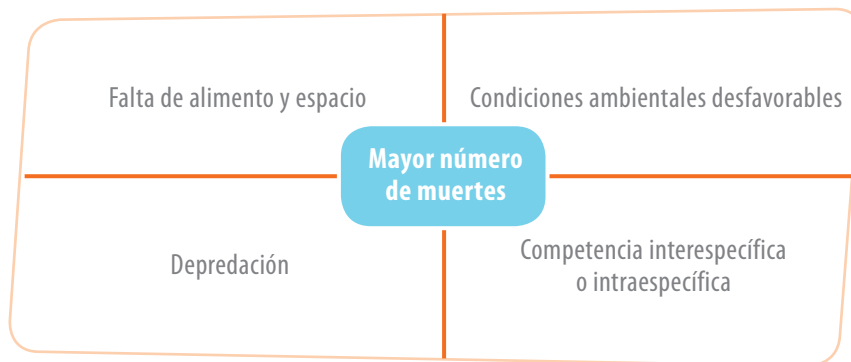 Falta de alimento y espacio
Condiciones ambientales desfavorables
Mayor número
de muertes
Depredación
Competencia interespecífica
o intraespecífica